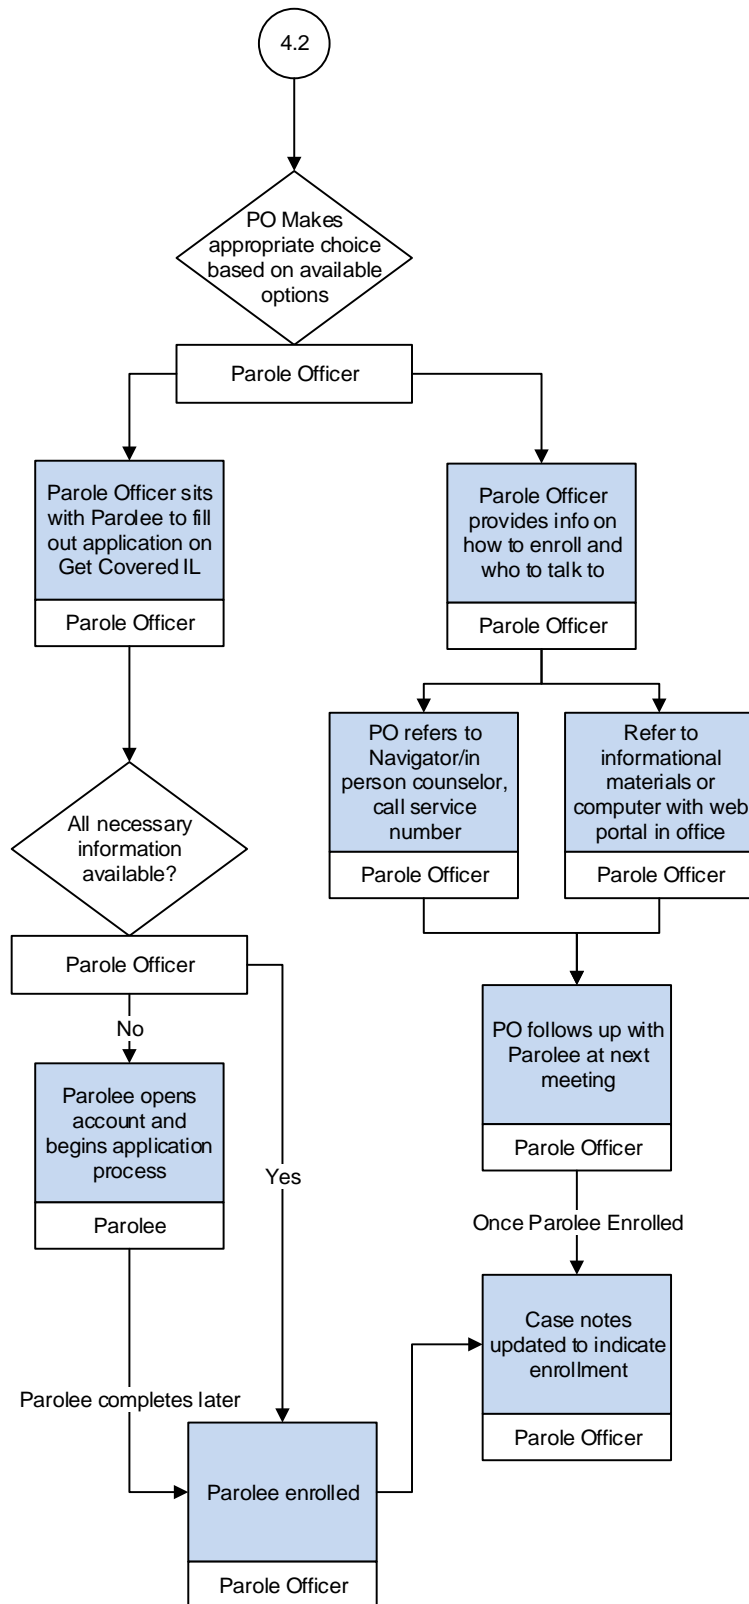 4.2
PO Makes
appropriate choice
based on available
options
Parole Officer
Parole Officer sits
with Parolee to fill
out application on
Get Covered IL
Parole Officer
Parole Officer
provides info on
how to enroll and
who to talk to
Parole Officer
PO refers to
Navigator/in
person counselor,
call service
number
Parole Officer
Refer to
informational
materials or
computer with web
portal in office
Parole Officer
All necessary
information
available?
Parole Officer
No
Yes
Parolee opens
account and
begins application
process
Parolee
PO follows up with
Parolee at next
meeting
Parole Officer
Once Parolee Enrolled
Case notes
updated to indicate
enrollment
Parole Officer
Parolee completes later
Parolee enrolled
Parole Officer